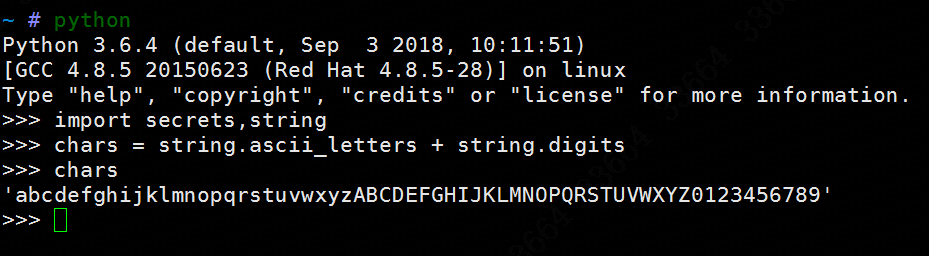 ~ # python
Python 3.6.4 (default, Sep  3 2018, 10:11:51)
[GCC 4.8.5 20150623 (Red Hat 4.8.5-28)] on linux
Type "help", "copyright", "credits" or "license" for more information.
>>> import secrets,string
>>> chars = string.ascii_letters + string.digits
>>> chars
'abcdefghijklmnopqrstuvwxyzABCDEFGHIJKLMNOPQRSTUVWXYZ0123456789'
>>>